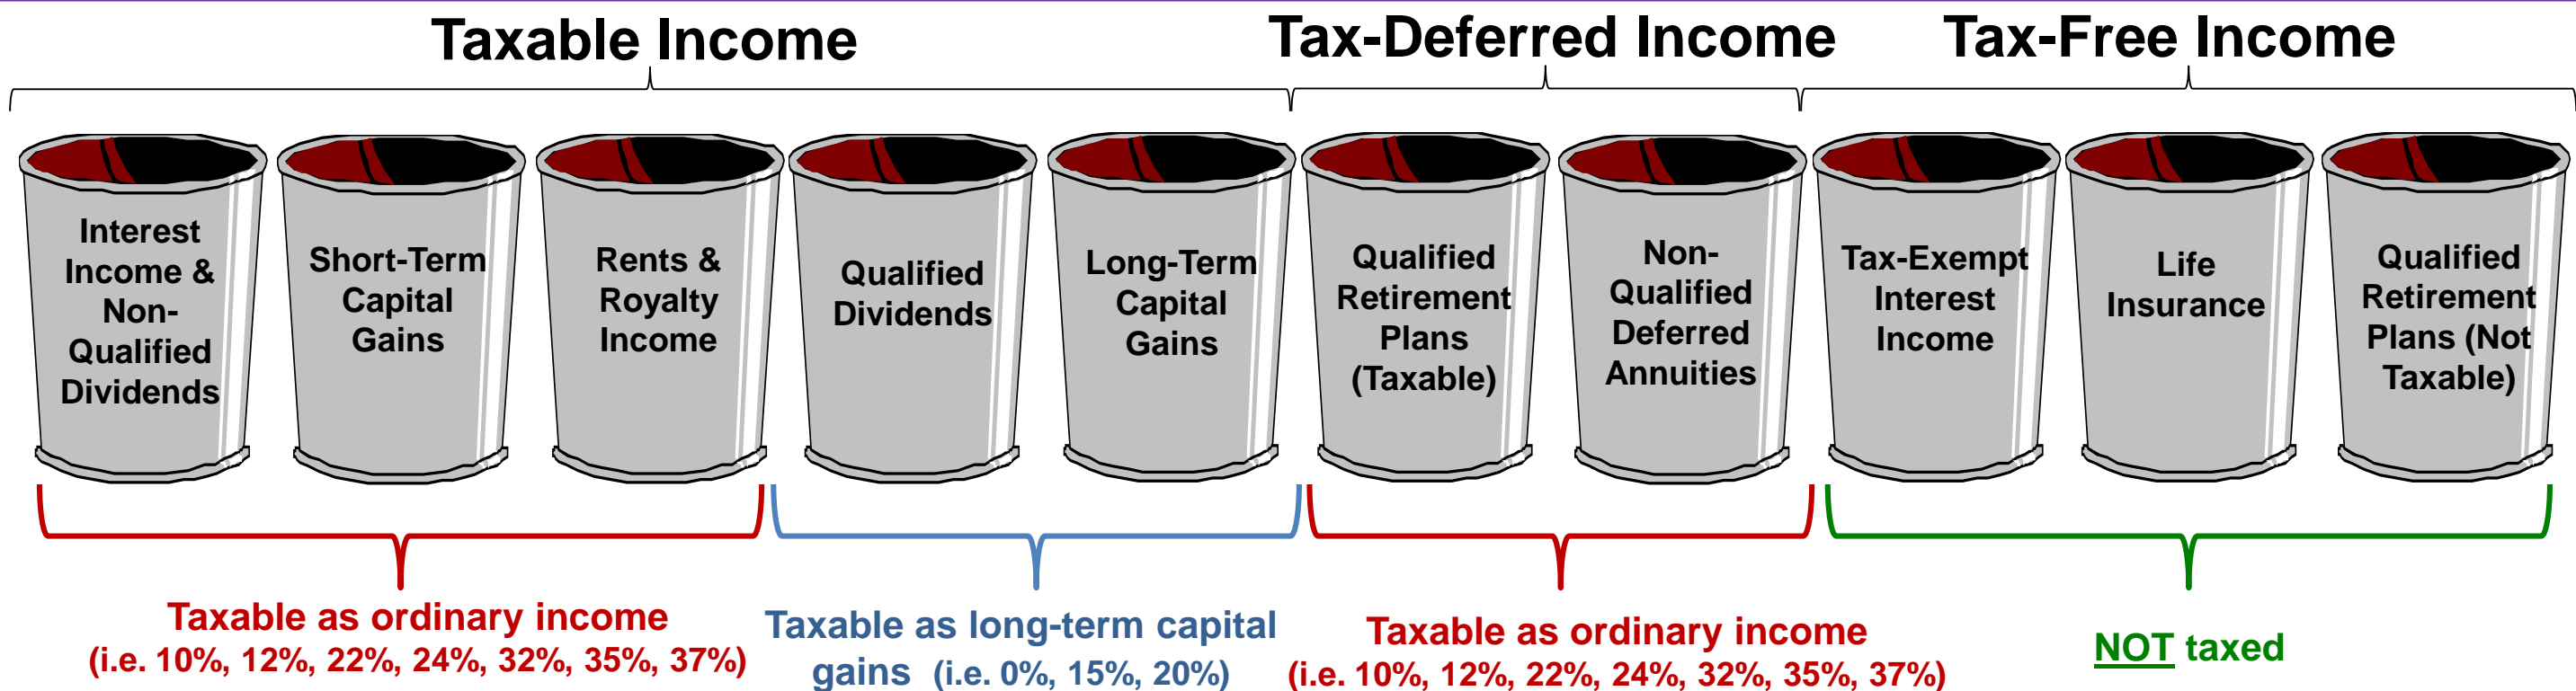 Taxable Income
Tax-Deferred Income
Tax-Free Income
Interest
Income &
Non-
Qualified
Dividends
Short-Term
Capital
Gains
Rents &
Royalty
Income
Qualified
Dividends
Long-Term
Capital
Gains
Qualified
Retirement
Plans
(Taxable)
Non-
Qualified
Deferred
Annuities
Tax-Exempt
Interest
Income
Life
Insurance
Qualified
Retirement
Plans (Not
Taxable)
Taxable as ordinary income
(i.e. 10%, 12%, 22%, 24%, 32%, 35%, 37%)
Taxable as long-term capital
gains (i.e. 0%, 15%, 20%)
Taxable as ordinary income
(i.e. 10%, 12%, 22%, 24%, 32%, 35%, 37%)
NOT taxed